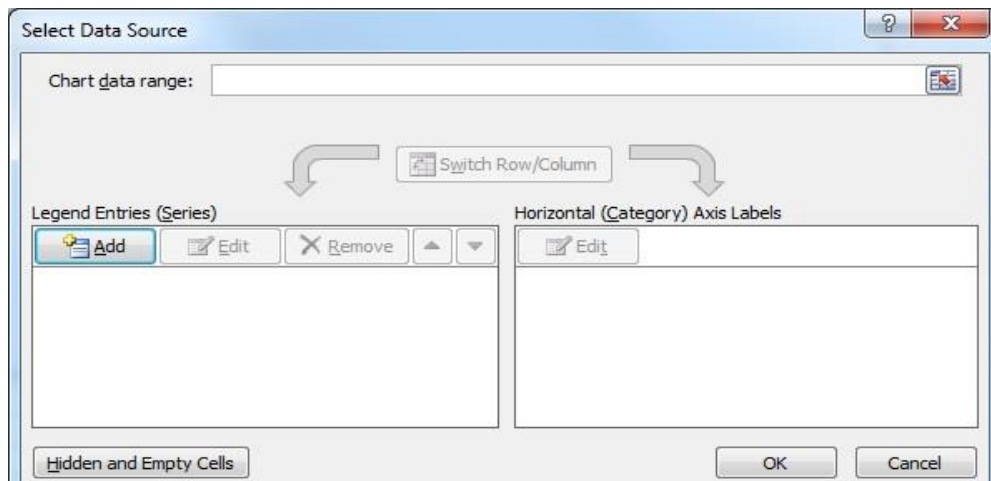 Select Data Source
?
X
Chart data range:
Switch Row/Column
Legend Entries (Series)
Horizontal (Category) Axis Labels
Add
Edit
Remove
Edit
Hidden and Empty Cells
OK
Cancel